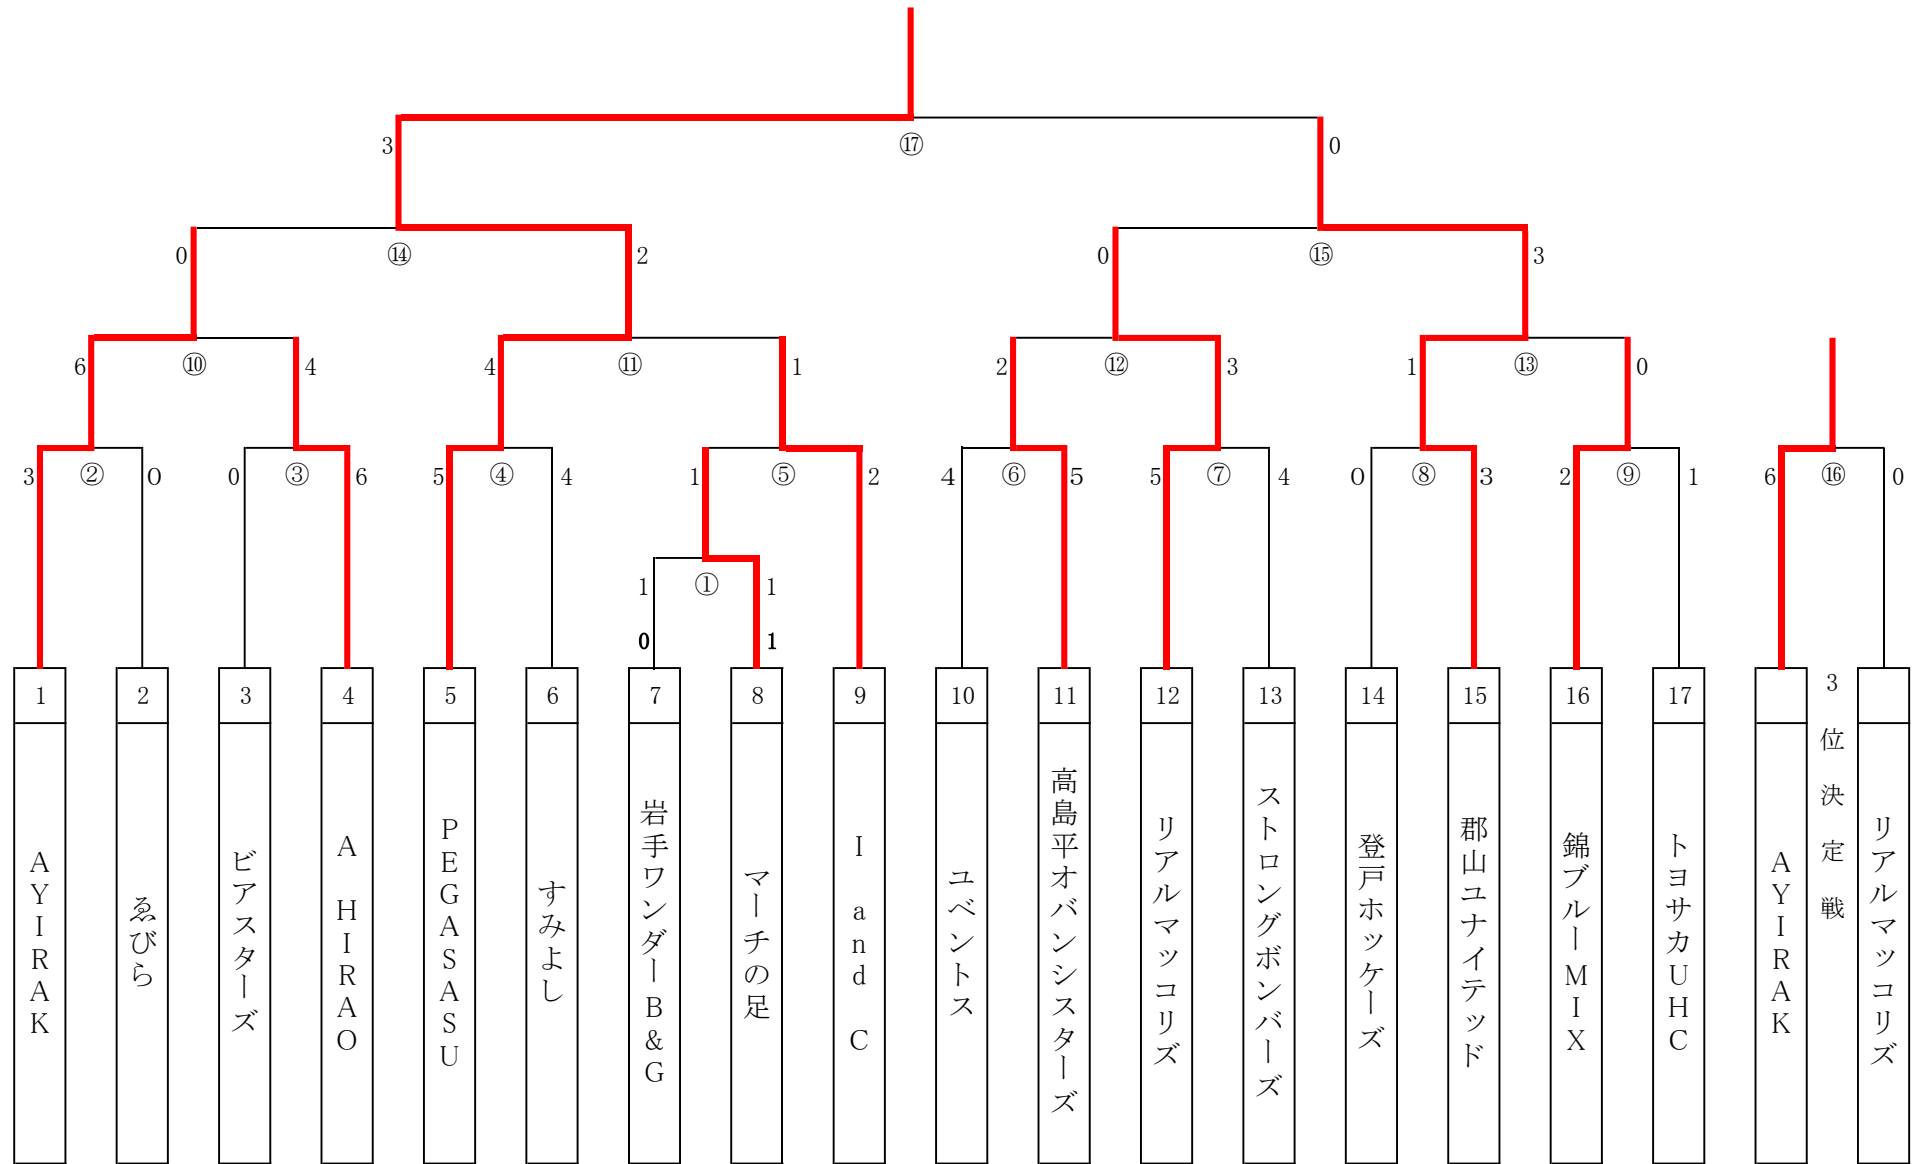 3 ⑰ 0
0 ⑭ 2 0 ⑮ 3
6 ⑩ 4 4 ⑪ 1 2 ⑫ 3 1 ⑬ 0
3 ② 0 0 ③ 6 5 ④ 4 1 ⑤ 2 4 ⑥ 5 5 ⑦ 4 0 ⑧ 3 2 ⑨ 1 6 ⑯ 0
1 ① 1
0 1
1 2 3 4 5 6 7 8 9 10 11 12 13 14 15 16 17
AYIRAK
ゑびら
ビアスターズ
A HIRAO
PEGASASU
すみよし
岩手ワンダーB&G
マーチの足
I and C
ユベントス
高島平オバンシスターズ
リアルマッコリズ
ストロングボンバーズ
登戸ホッケーズ
郡山ユナイテッド
錦ブルーMIX
トヨサカUHC
AYIRAK
3位決定戦
リアルマッコリズ